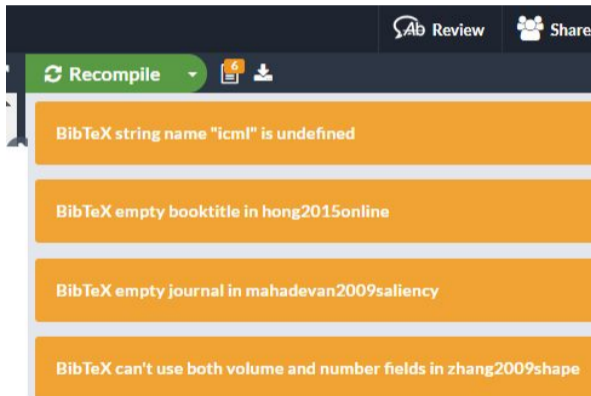 Ab Review Share
Recompile 6
BibTeX string name "icml" is undefined
BibTeX empty booktitle in hong2015online
BibTeX empty journal in mahadevan2009saliency
BibTeX can't use both volume and number fields in zhang2009shape